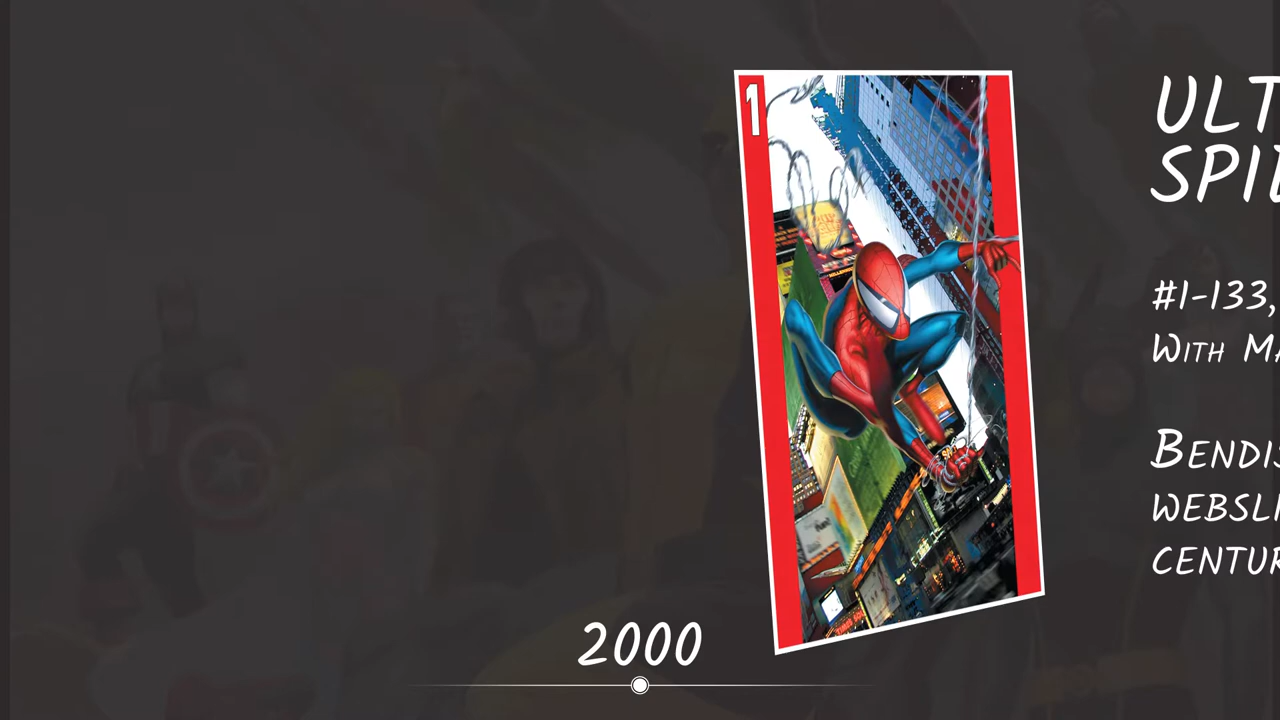 1
ULT
SPI
#1-133,
WITH MA
BENDIS
WEBSLI
CENTUR
2000